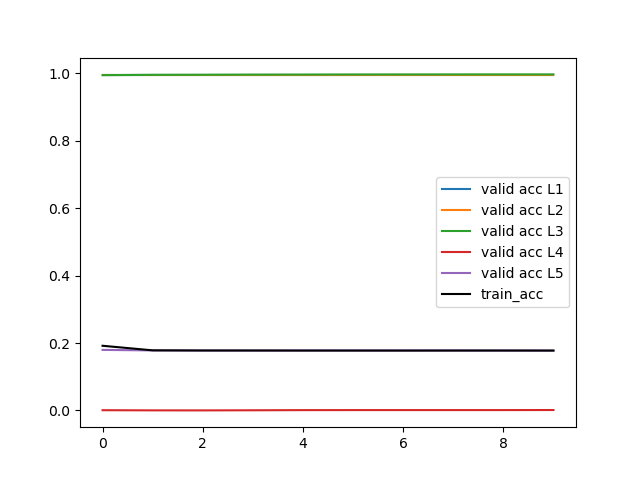 1.0
0.8
0.6
0.4
0.2
0.0
valid acc L1
valid acc L2
valid acc L3
valid acc L4
valid acc L5
train_acc
0 2 4 6 8